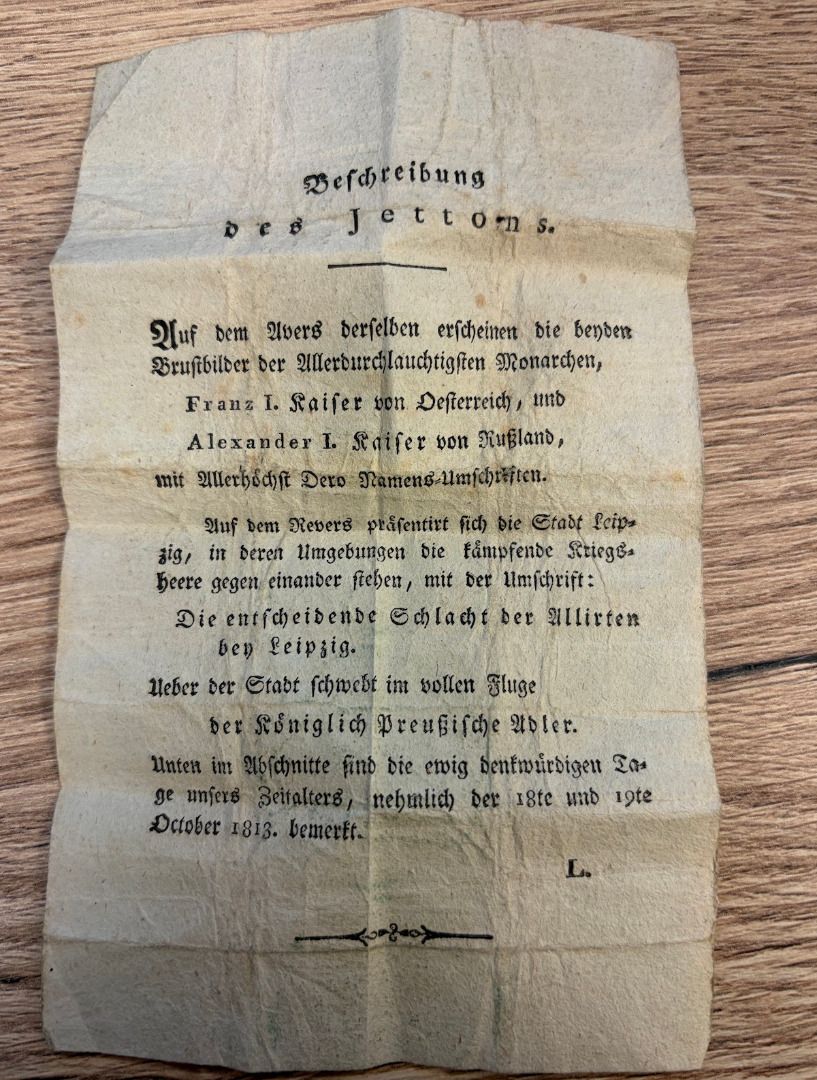 Beſchreibung
des Jettons.
Auf dem Avers derſelben erſcheinen die beyden
Bruſtbilder der Allerdurchlauchtigſten Monarchen,
Franz I. Kaiſer von Oeſterreich, und
Alexander I. Kaiſer von Rußland,
mit Allerhöchſt Dero Namens-Umſchriften.
Auf dem Revers präſentirt ſich die Stadt Leip-
zig, in deren Umgebungen die kämpfende Kriegs-
heere gegen einander ſtehen, mit der Umſchrift:
Die entſcheidende Schlacht der Allirten
bey Leipzig.
Ueber der Stadt ſchwebt im vollen Fluge
der Königlich Preußiſche Adler.
Unten im Abſchnitte ſind die ewig denkwürdigen Ta-
ge unſers Zeitalters, nehmlich der 18te und 19te
October 1813. bemerkt.
L.